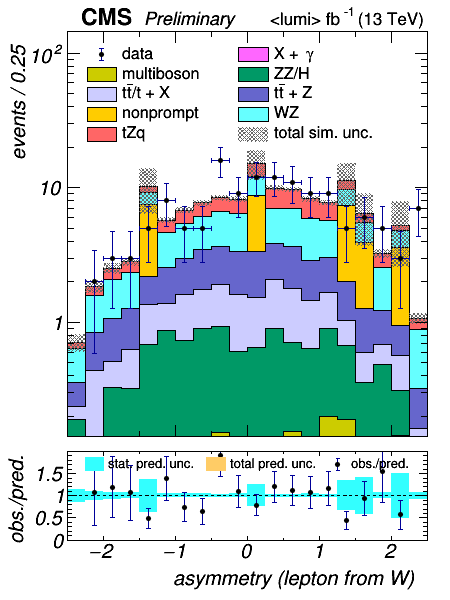 CMS Preliminary <lumi> fb⁻¹ (13 TeV)
events / 0.25
10²
10
1
data
multiboson
tt̄/t + X
nonprompt
tZq
X + γ
ZZ/H
tt̄ + Z
WZ
total sim. unc.
obs./pred.
1.5
1
0.5
0
stat. pred. unc. total pred. unc. obs./pred.
−2 −1 0 1 2
asymmetry (lepton from W)